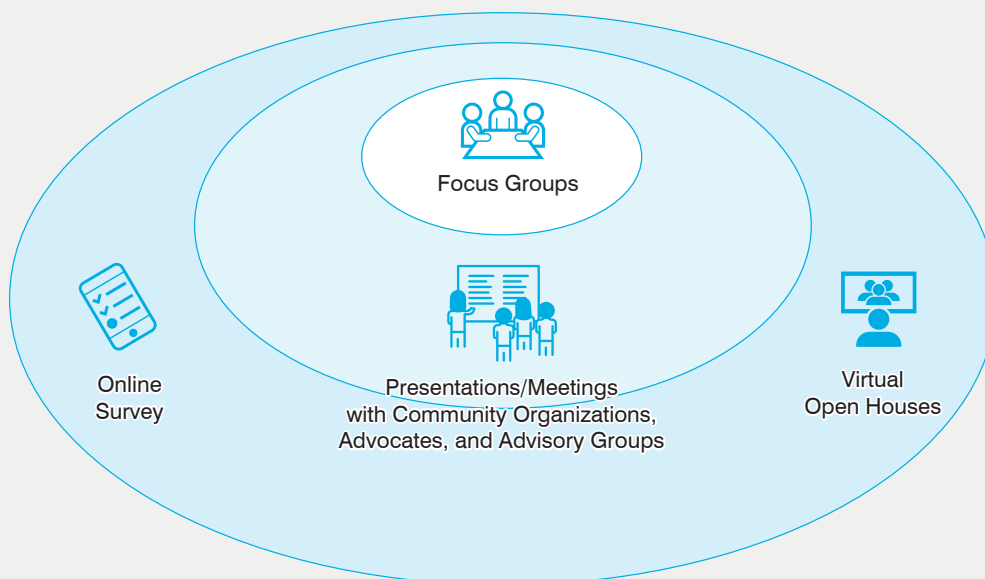 Focus Groups
Online
Survey
Presentations/Meetings
with Community Organizations,
Advocates, and Advisory Groups
Virtual
Open Houses